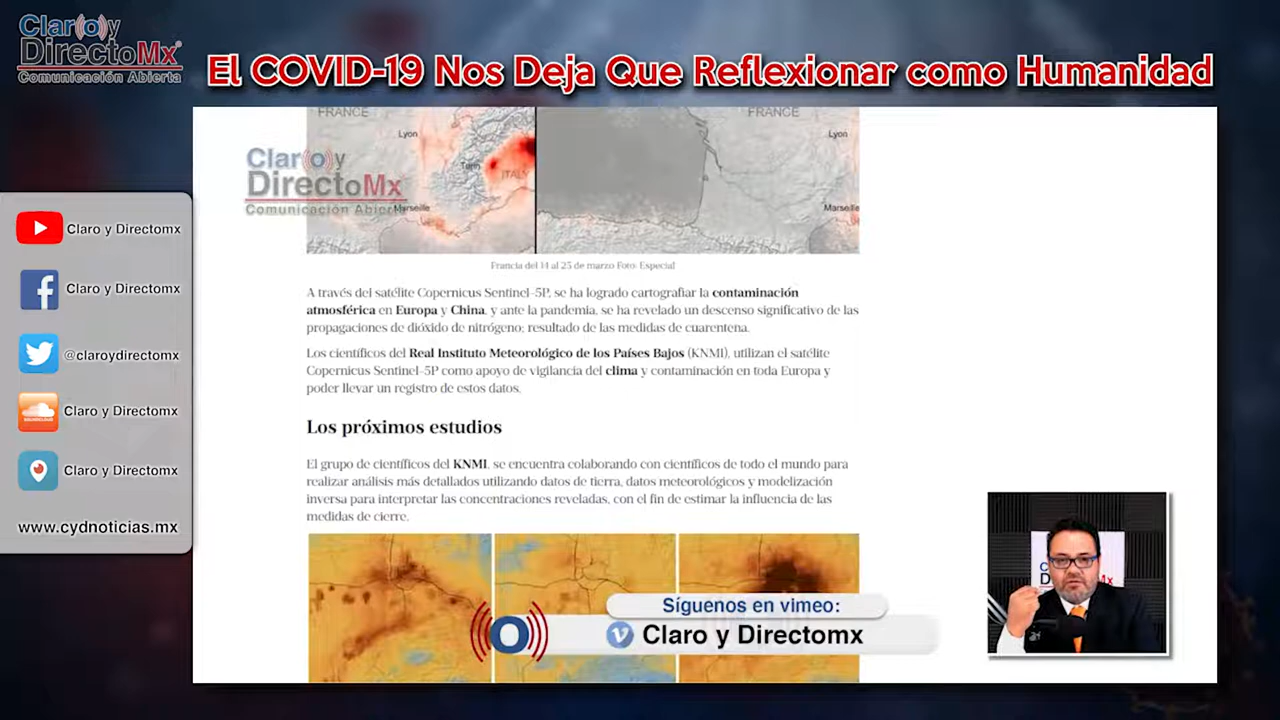 Claro y
DirectoMx®
Comunicación Abierta
El COVID-19 Nos Deja Que Reflexionar como Humanidad
Claro y Directomx
Claro y Directomx
@claroydirectomx
SOUNDCLOUD
Claro y Directomx
Claro y Directomx
www.cydnoticias.mx
FRANCE
Lyon
Turin
ITALY
Marseille
FRANCE
Lyon
Marseille
Claro y
DirectoMx
Comunicación Abierta
Francia del 14 al 25 de marzo Foto: Especial
A través del satélite Copernicus Sentinel-5P, se ha logrado cartografiar la contaminación
atmosférica en Europa y China, y ante la pandemia, se ha revelado un descenso significativo de las
propagaciones de dióxido de nitrógeno; resultado de las medidas de cuarentena.
Los científicos del Real Instituto Meteorológico de los Países Bajos (KNMI), utilizan el satélite
Copernicus Sentinel-5P como apoyo de vigilancia del clima y contaminación en toda Europa y
poder llevar un registro de estos datos.
Los próximos estudios
El grupo de científicos del KNMI, se encuentra colaborando con científicos de todo el mundo para
realizar análisis más detallados utilizando datos de tierra, datos meteorológicos y modelización
inversa para interpretar las concentraciones reveladas, con el fin de estimar la influencia de las
medidas de cierre.
Síguenos en vimeo:
Claro y Directomx